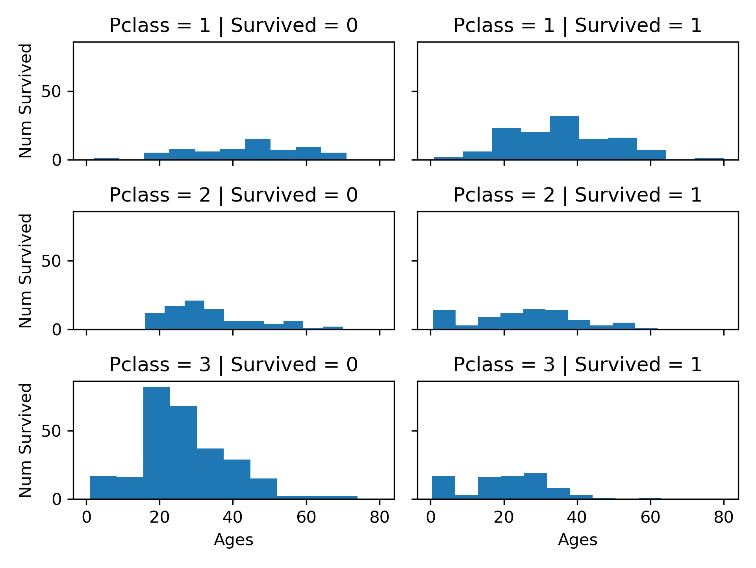 Pclass = 1 | Survived = 0
Pclass = 1 | Survived = 1
Num Survived
50
0
Pclass = 2 | Survived = 0
Pclass = 2 | Survived = 1
Num Survived
50
0
Pclass = 3 | Survived = 0
Pclass = 3 | Survived = 1
Num Survived
50
0
0 20 40 60 80
0 20 40 60 80
Ages
Ages